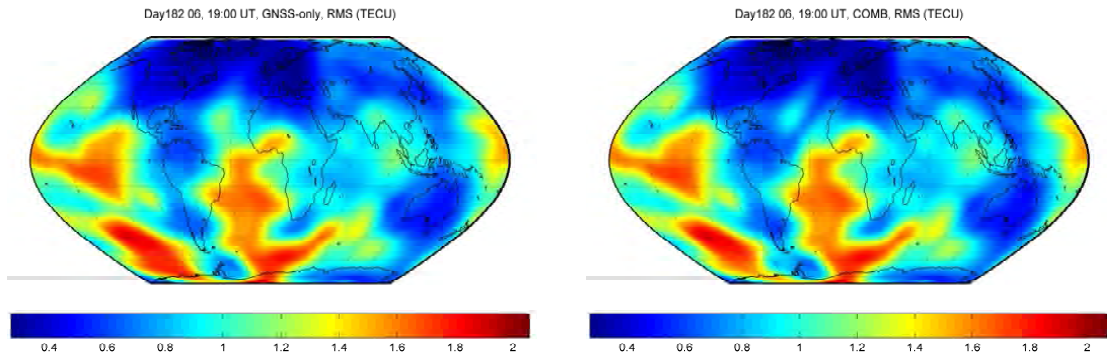 Day182 06, 19:00 UT, GNSS-only, RMS (TECU)
Day182 06, 19:00 UT, COMB, RMS (TECU)
0.4 0.6 0.8 1 1.2 1.4 1.6 1.8 2
0.4 0.6 0.8 1 1.2 1.4 1.6 1.8 2